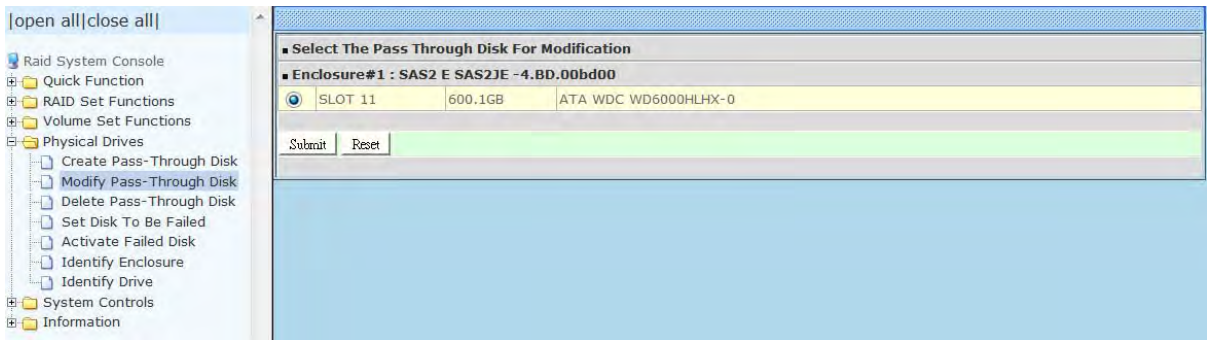 |open all|close all|
Raid System Console
Quick Function
RAID Set Functions
Volume Set Functions
Physical Drives
Create Pass-Through Disk
Modify Pass-Through Disk
Delete Pass-Through Disk
Set Disk To Be Failed
Activate Failed Disk
Identify Enclosure
Identify Drive
System Controls
Information
Select The Pass Through Disk For Modification
Enclosure#1 : SAS2 E SAS2JE -4.BD.00bd00
SLOT 11 600.1GB ATA WDC WD6000HLHX-0
Submit Reset